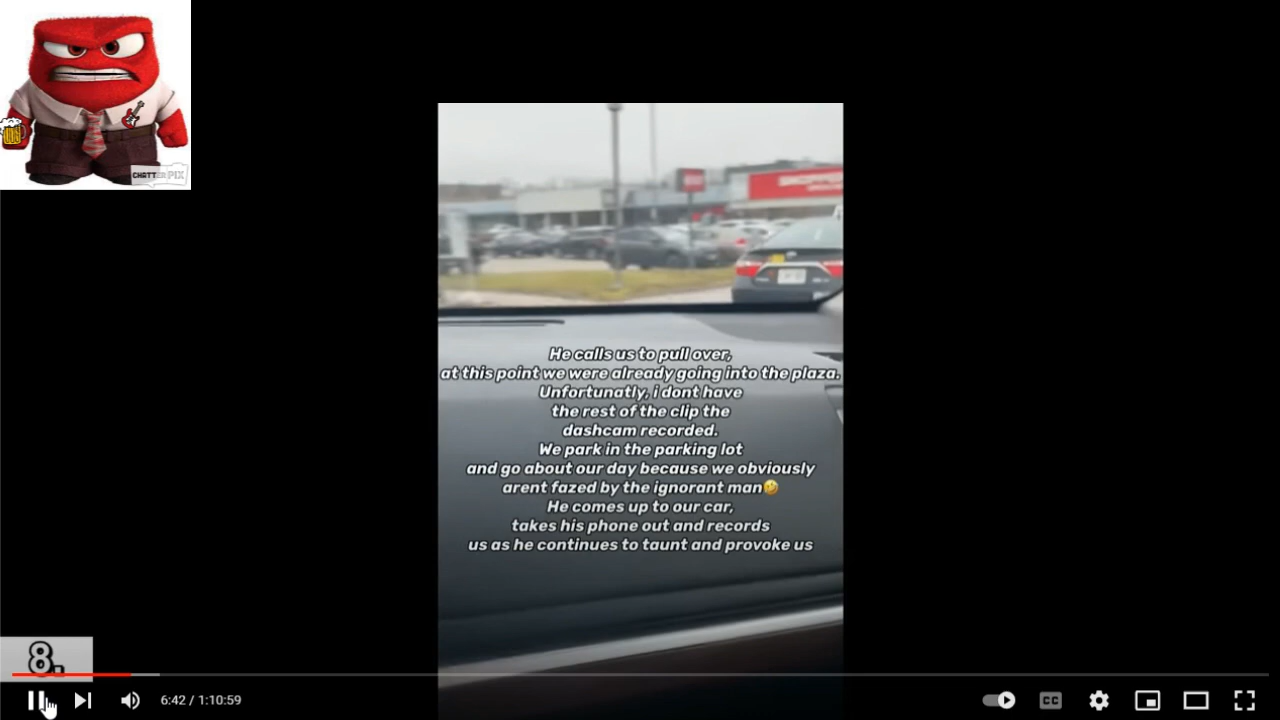 CHATTER PIX
He calls us to pull over,
at this point we were already going into the plaza.
Unfortunatly, i dont have
the rest of the clip the
dashcam recorded.
We park in the parking lot
and go about our day because we obviously
arent fazed by the ignorant man🤣
He comes up to our car,
takes his phone out and records
us as he continues to taunt and provoke us
8.
6:42 / 1:10:59
CC